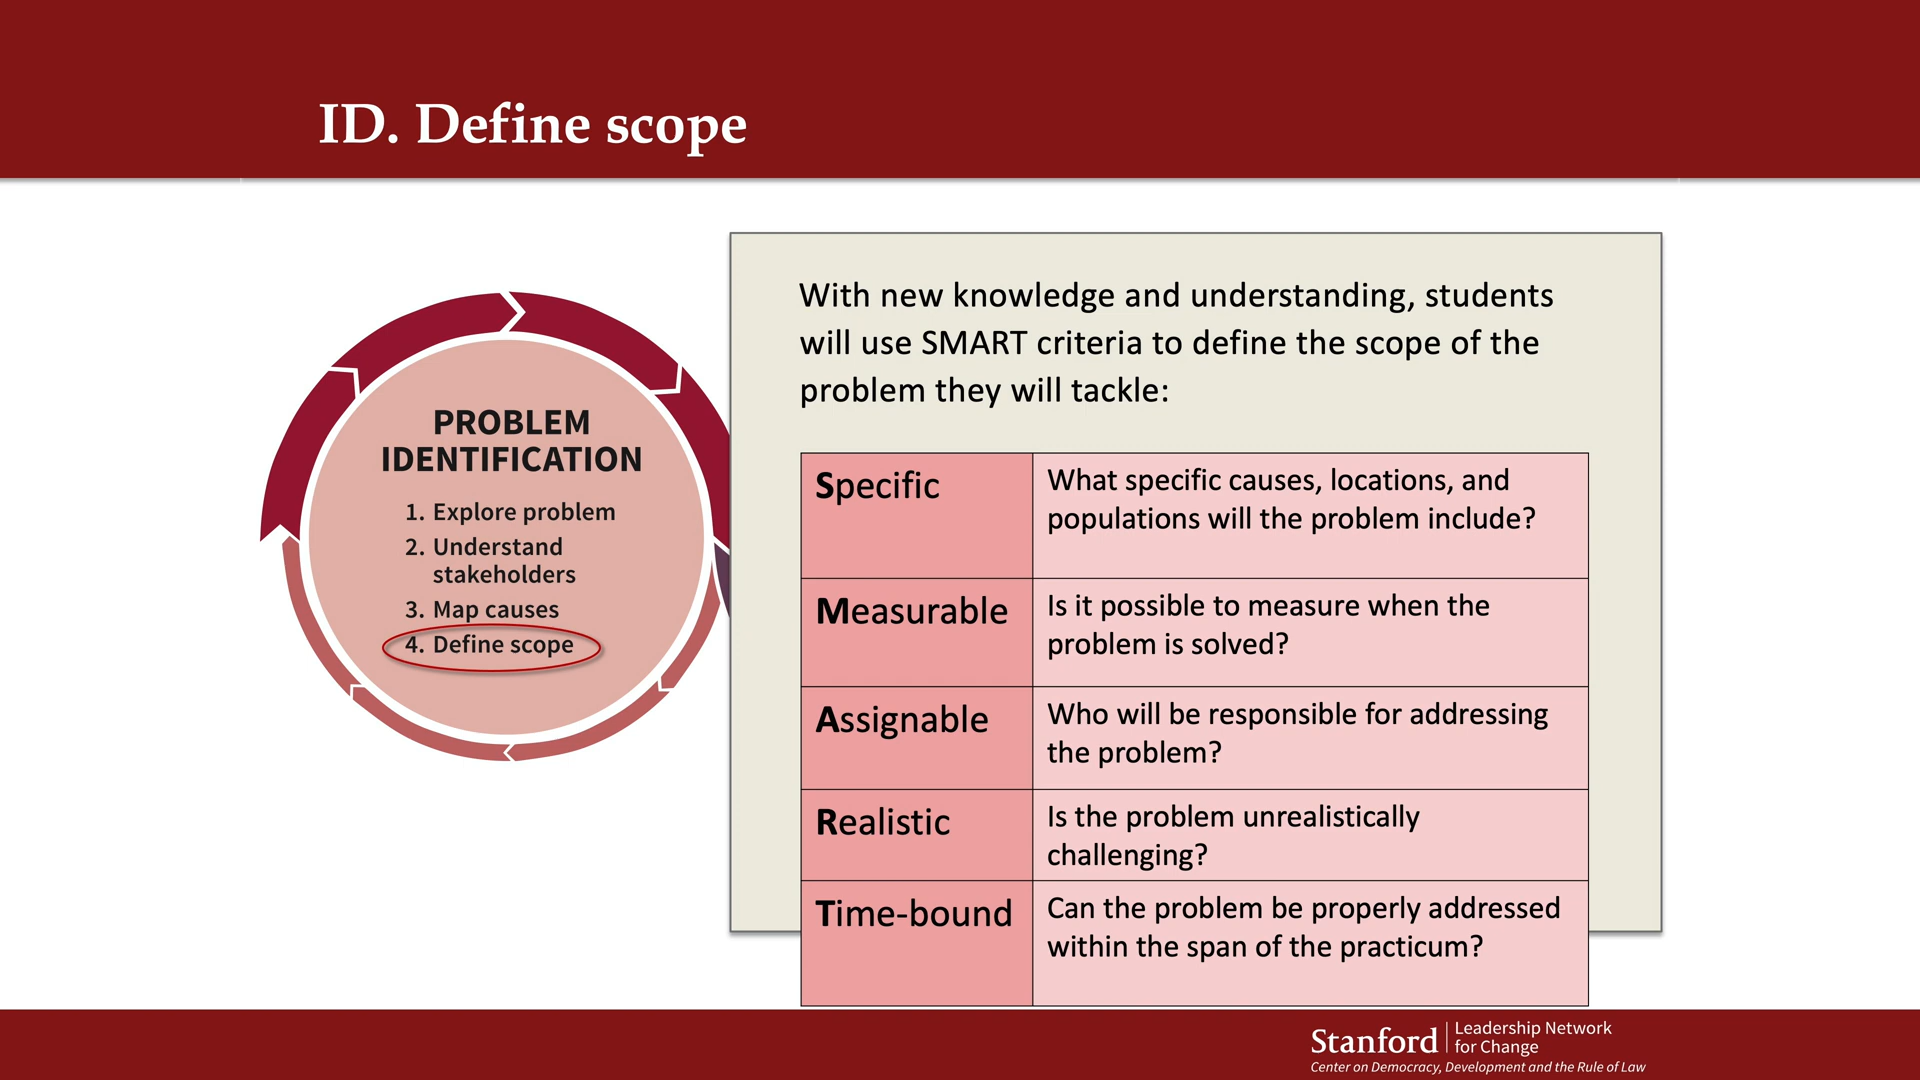 ID. Define scope
PROBLEM
IDENTIFICATION
1. Explore problem
2. Understand
stakeholders
3. Map causes
4. Define scope
With new knowledge and understanding, students
will use SMART criteria to define the scope of the
problem they will tackle:
Specific
What specific causes, locations, and
populations will the problem include?
Measurable
Is it possible to measure when the
problem is solved?
Assignable
Who will be responsible for addressing
the problem?
Realistic
Is the problem unrealistically
challenging?
Time-bound
Can the problem be properly addressed
within the span of the practicum?
Stanford
Leadership Network
for Change
Center on Democracy, Development and the Rule of Law